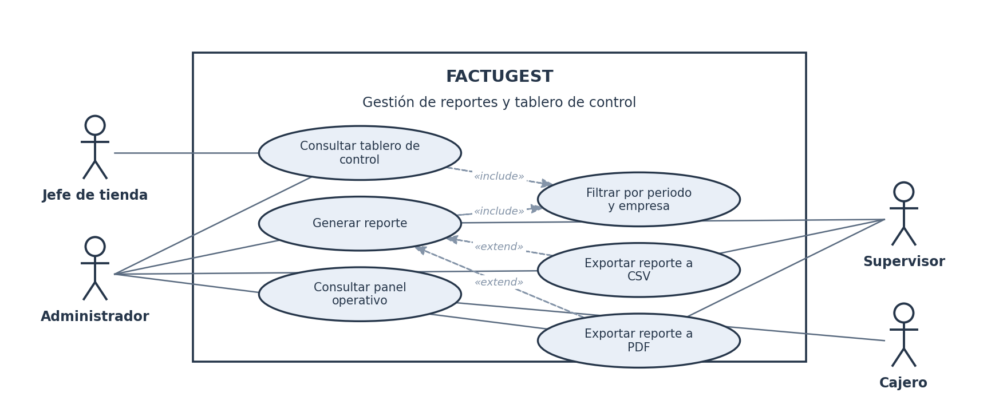 FACTUGEST
Gestión de reportes y tablero de control
Jefe de tienda
Administrador
Consultar tablero de
control
Generar reporte
Consultar panel
operativo
«include»
«include»
«extend»
«extend»
Filtrar por periodo
y empresa
Exportar reporte a
CSV
Exportar reporte a
PDF
Supervisor
Cajero